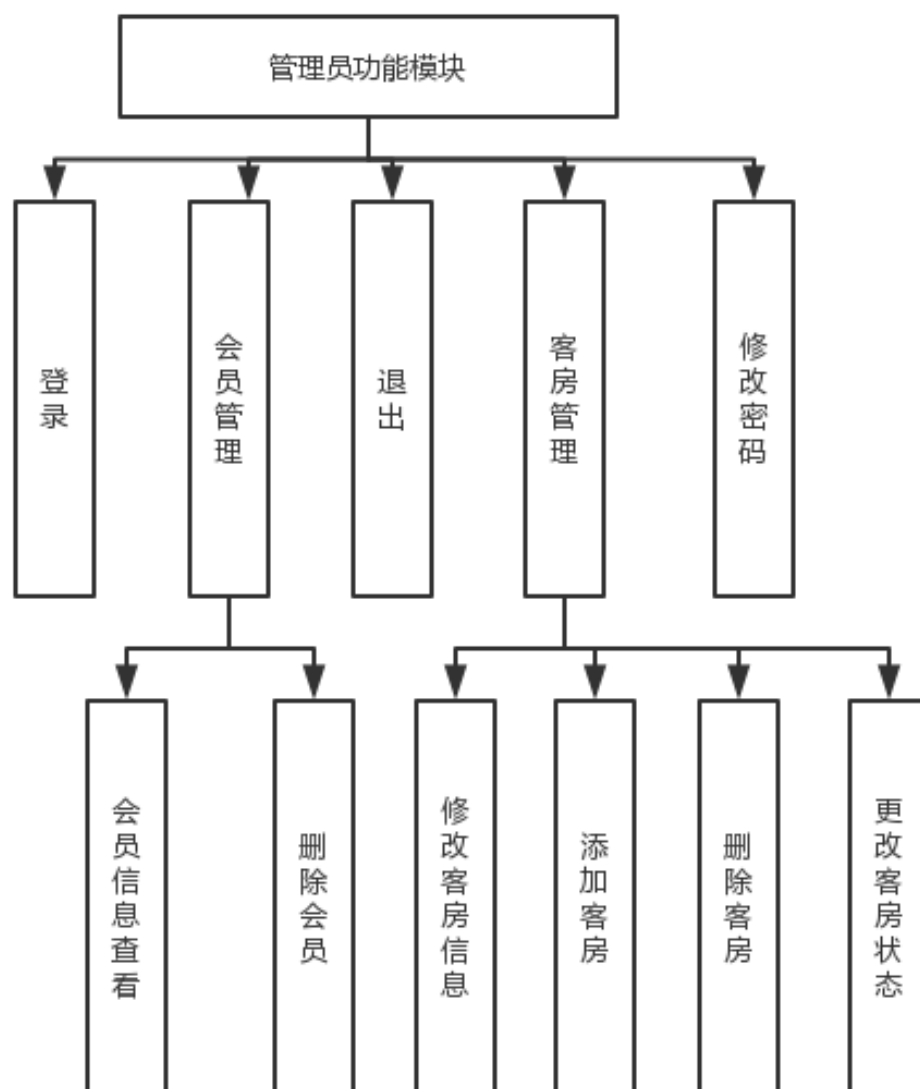 管理员功能模块
登录
会员管理
退出
客房管理
修改密码
会员信息查看
删除会员
修改客房信息
添加客房
删除客房
更改客房状态